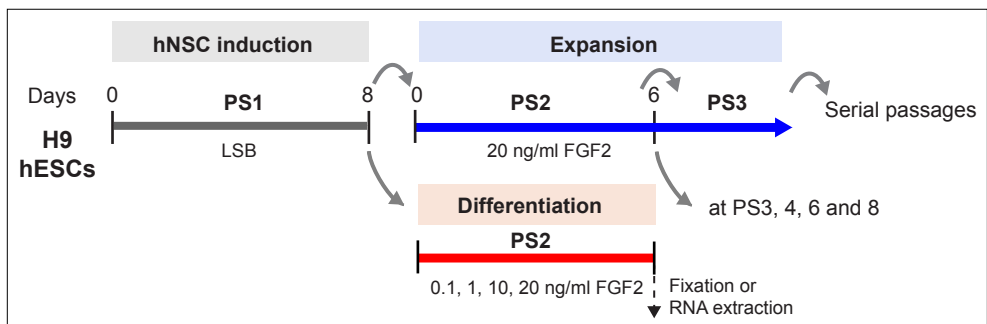 hNSC induction
Expansion
Days
0
PS1
8
0
PS2
6
PS3
Serial passages
H9
hESCs
LSB
20 ng/ml FGF2
Differentiation
at PS3, 4, 6 and 8
PS2
0.1, 1, 10, 20 ng/ml FGF2
Fixation or
RNA extraction